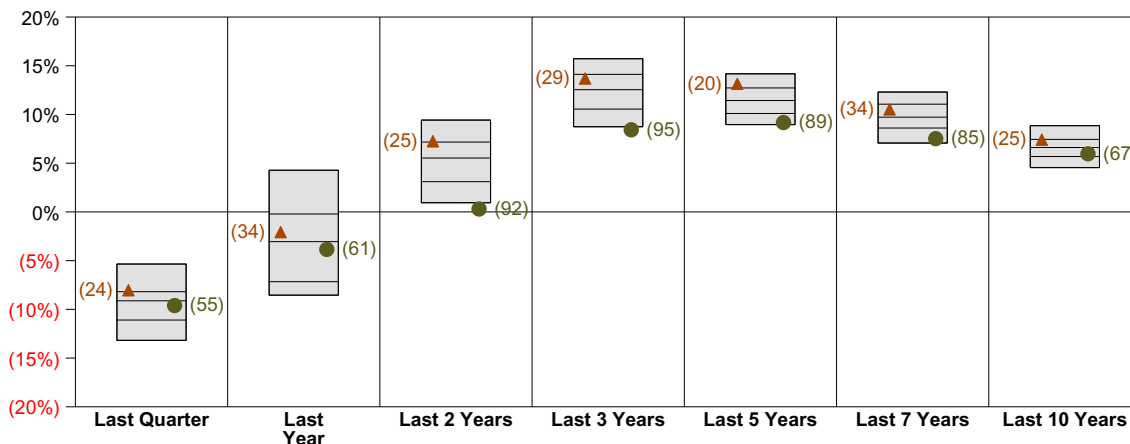 20%
15%
10%
5%
0%
(5%)
(10%)
(15%)
(20%)
(24)
(55)
(34)
(61)
(25)
(92)
(29)
(95)
(20)
(89)
(34)
(85)
(25)
(67
Last Quarter
Last
Year
Last 2 Years
Last 3 Years
Last 5 Years
Last 7 Years
Last 10 Years